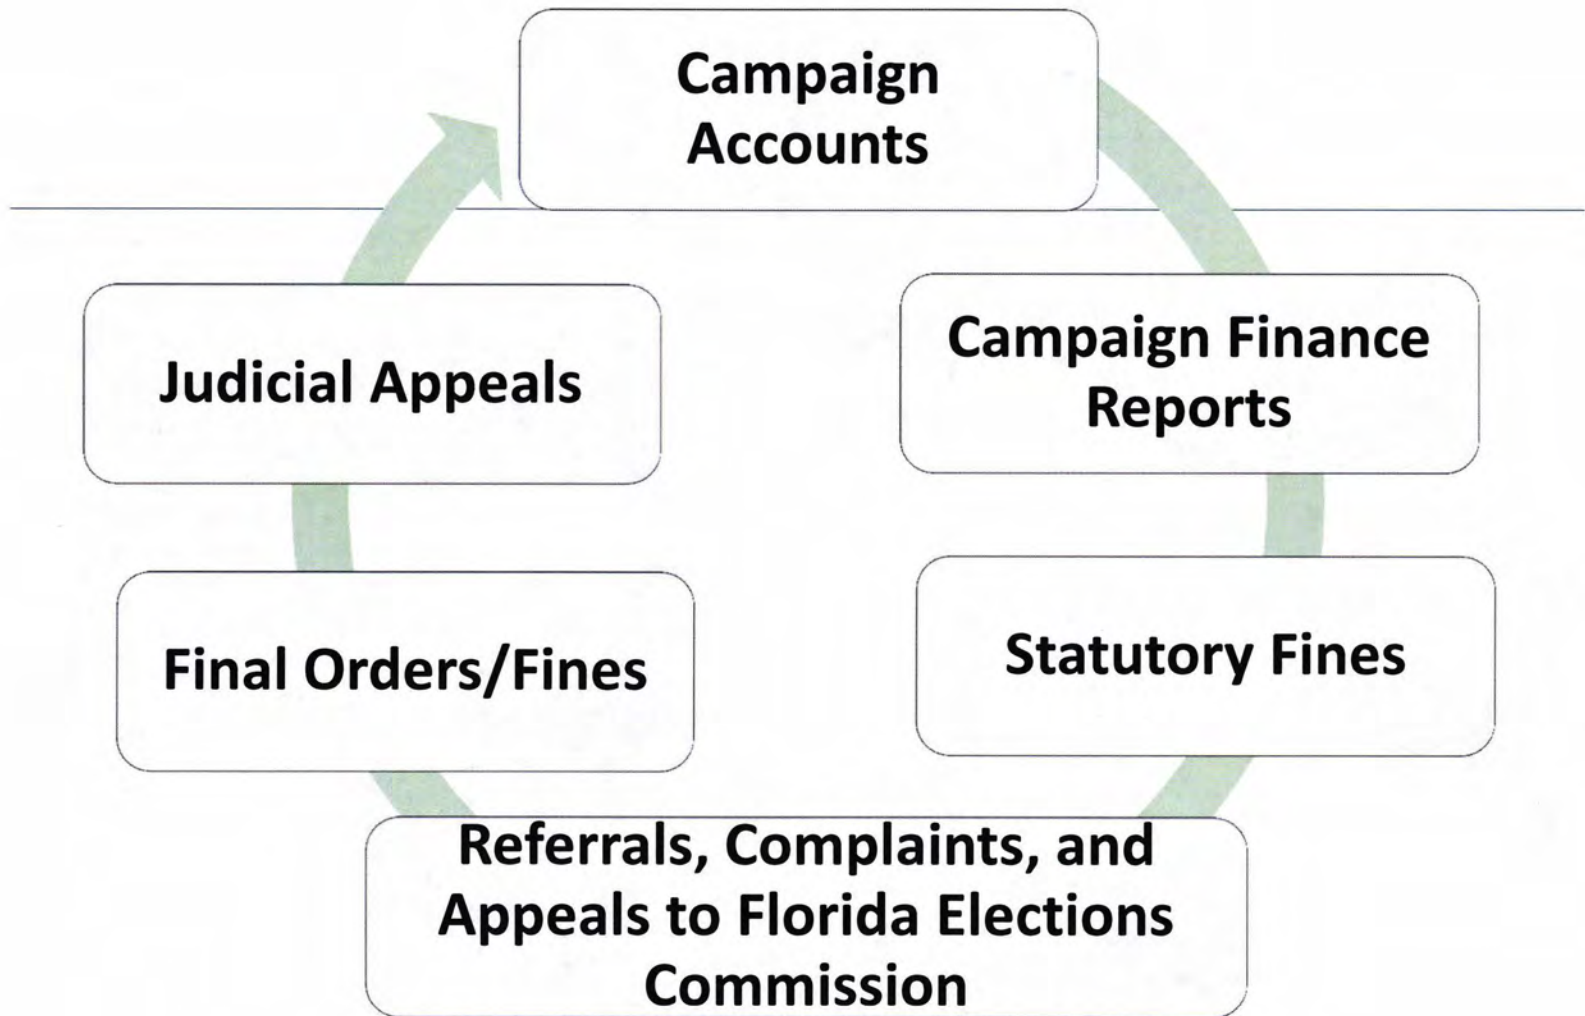 Campaign
Accounts
Campaign Finance
Reports
Statutory Fines
Referrals, Complaints, and
Appeals to Florida Elections
Commission
Final Orders/Fines
Judicial Appeals